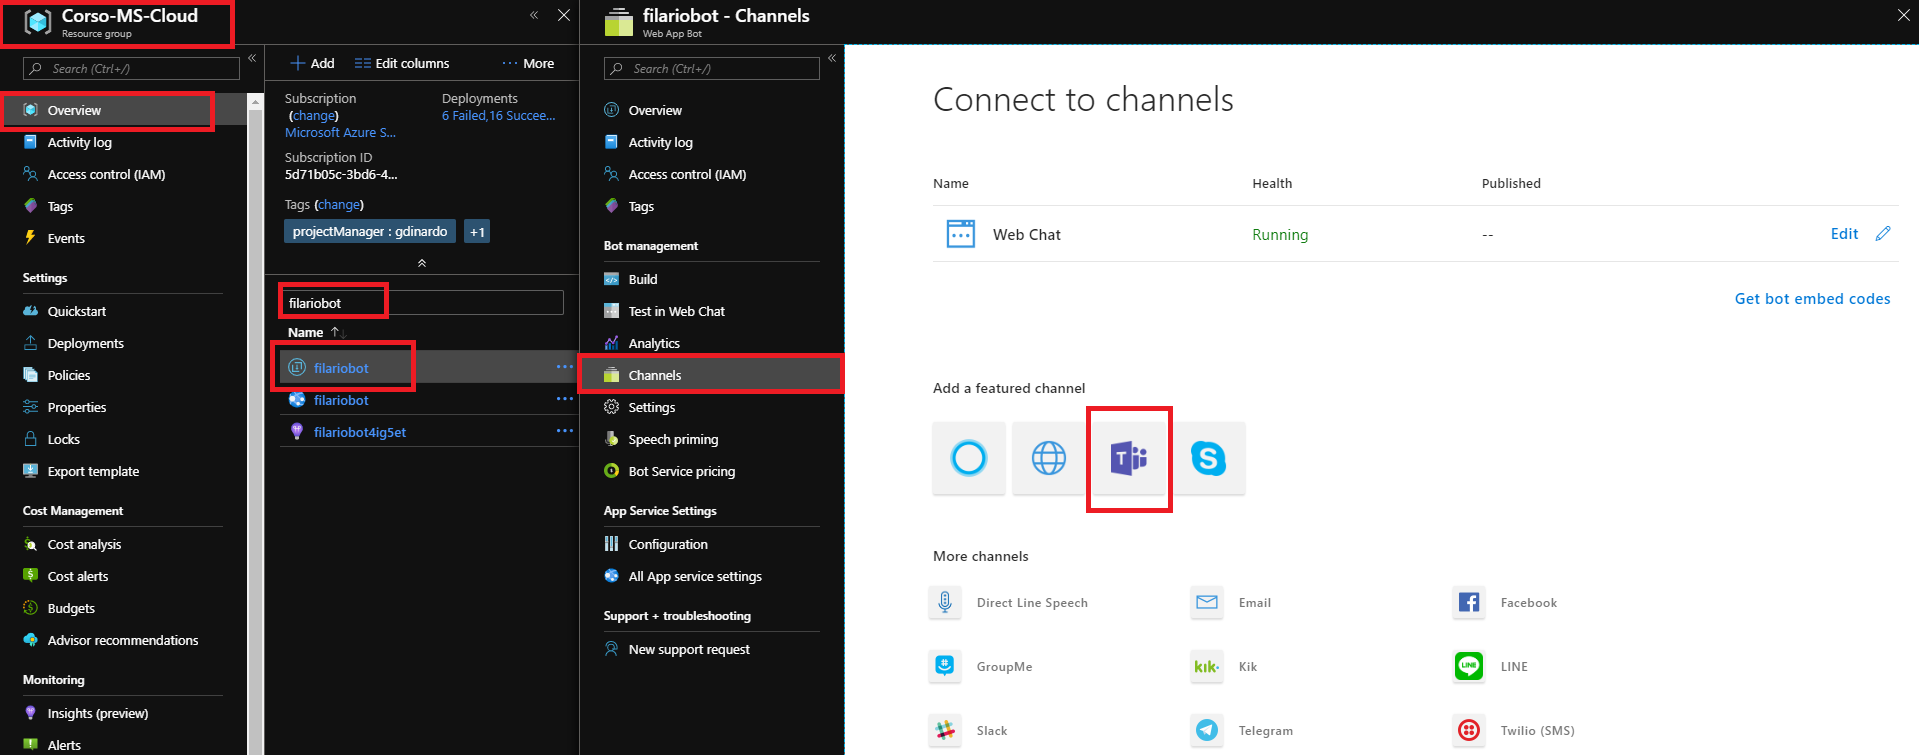 Corso-MS-Cloud
Resource group
Search (Ctrl+/)
Overview
Activity log
Access control (IAM)
Tags
Events
Settings
Quickstart
Deployments
Policies
Properties
Locks
Export template
Cost Management
Cost analysis
Cost alerts
Budgets
Advisor recommendations
Monitoring
Insights (preview)
Alerts
Add
Edit columns
More
Subscription
(change)
Microsoft Azure S...
Deployments
6 Failed,16 Succee...
Subscription ID
5d71b05c-3bd6-4...
Tags (change)
projectManager : gdinardo
+1
filariobot
Name
filariobot
filariobot
filariobot4ig5et
filariobot - Channels
Web App Bot
Search (Ctrl+/)
Overview
Activity log
Access control (IAM)
Tags
Bot management
Build
Test in Web Chat
Analytics
Channels
Settings
Speech priming
Bot Service pricing
App Service Settings
Configuration
All App service settings
Support + troubleshooting
New support request
Connect to channels
Name Health Published
Web Chat Running -- Edit
Get bot embed codes
Add a featured channel
T
S
More channels
Direct Line Speech
Email
Facebook
GroupMe
kik. Kik
LINE LINE
Slack
Telegram
Twilio (SMS)